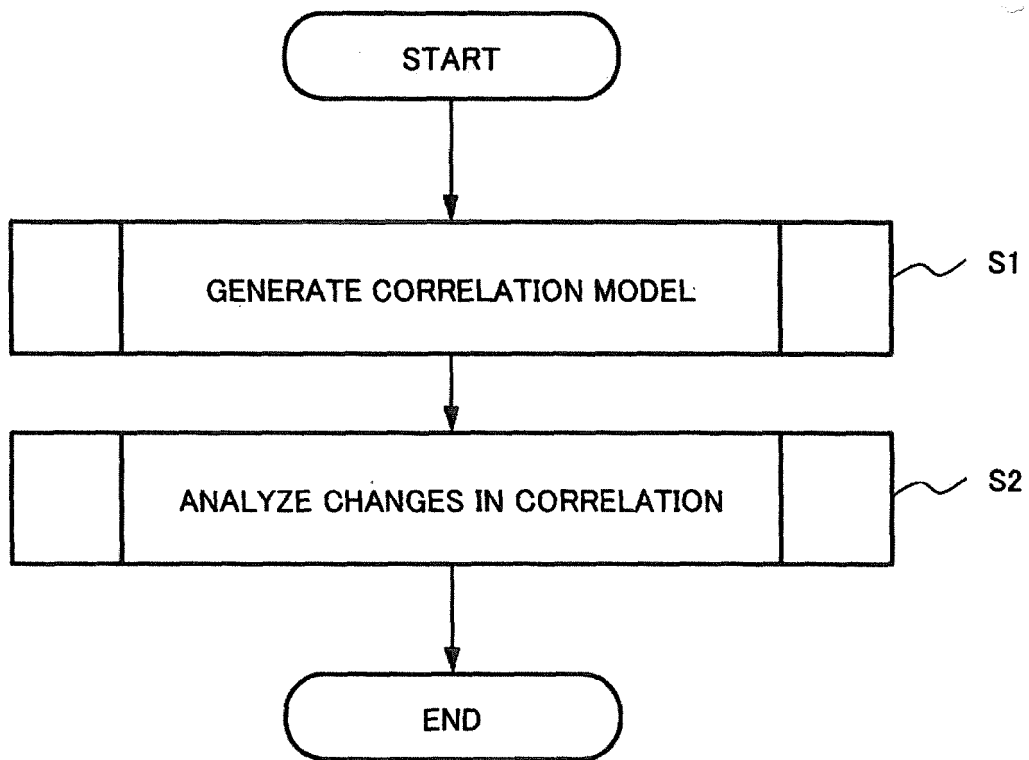 START
GENERATE CORRELATION MODEL
S1
ANALYZE CHANGES IN CORRELATION
S2
END